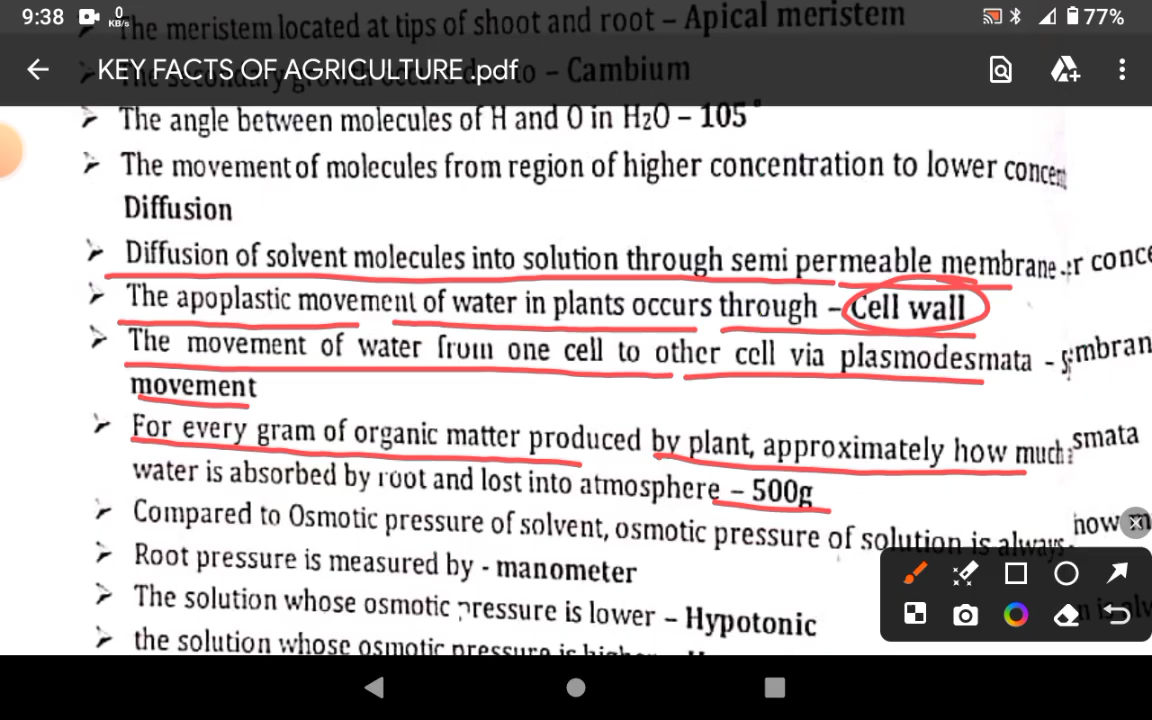 9:38 0 KB/s 77%
The meristem located at tips of shoot and root – Apical meristem
KEY FACTS OF AGRICULTURE .pdf
– Cambium
The angle between molecules of H and O in H2O – 105°
The movement of molecules from region of higher concentration to lower
Diffusion
Diffusion of solvent molecules into solution through semi permeable membrane
The apoplastic movement of water in plants occurs through – Cell wall
The movement of water from one cell to other cell via plasmodesmata -
movement
For every gram of organic matter produced by plant, approximately how much
water is absorbed by root and lost into atmosphere – 500g
Compared to Osmotic pressure of solvent, osmotic pressure of solution is always
how
Root pressure is measured by - manometer
The solution whose osmotic pressure is lower – Hypotonic
the solution whose osmotic pressure is